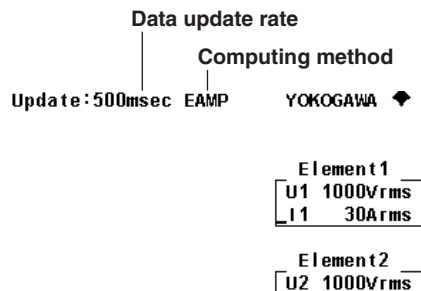 Data update rate
Computing method
Update:500msec EAMP YOKOGAWA
Element1
U1 1000Vrms
I1 30Arms
Element2
U2 1000Vrms